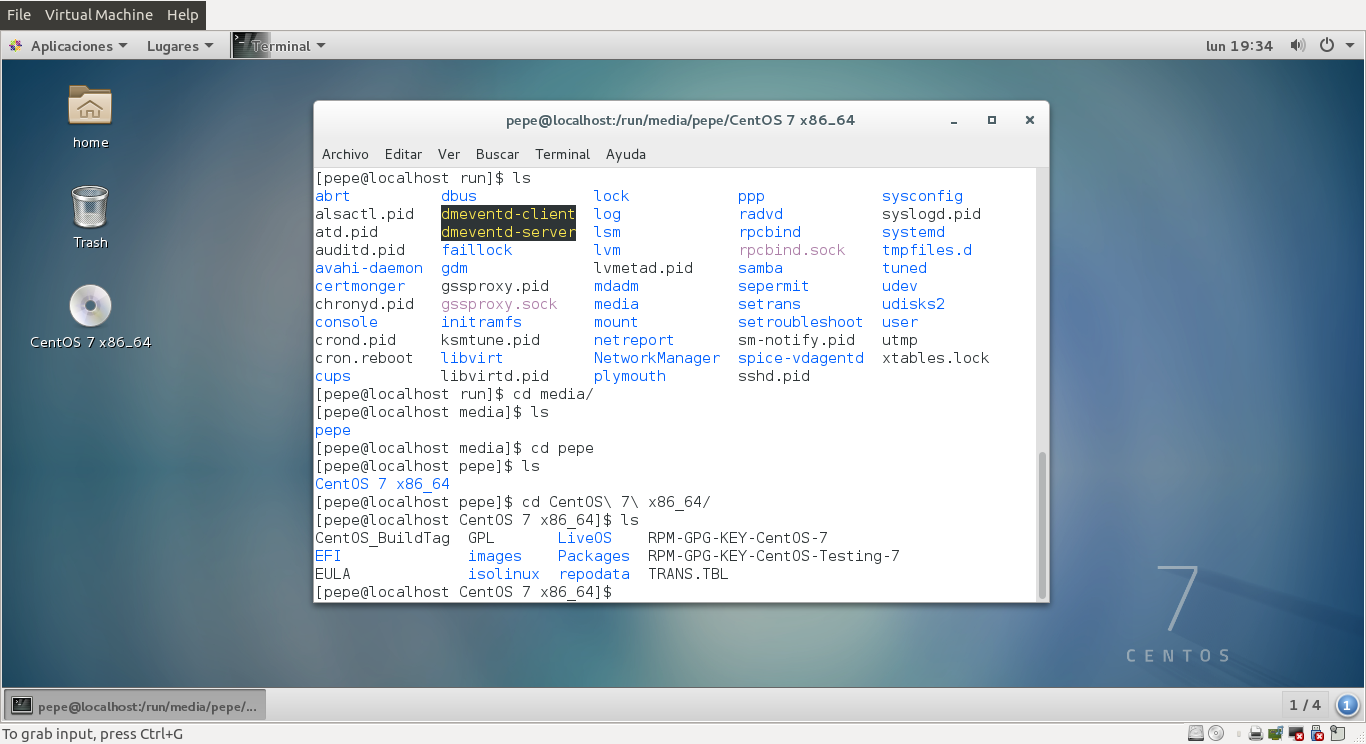 File Virtual Machine Help
Aplicaciones Lugares Terminal lun 19:34
home
Trash
CentOS 7 x86_64
pepe@localhost:/run/media/pepe/CentOS 7 x86_64
Archivo Editar Ver Buscar Terminal Ayuda
[pepe@localhost run]$ ls
abrt dbus lock ppp sysconfig
alsactl.pid dmeventd-client log radvd syslogd.pid
atd.pid dmeventd-server lsm rpcbind systemd
auditd.pid faillock lvm rpcbind.sock tmpfiles.d
avahi-daemon gdm lvmetad.pid samba tuned
certmonger gssproxy.pid mdadm sepermit udev
chronyd.pid gssproxy.sock media setrans udisks2
console initramfs mount setroubleshoot user
crond.pid ksmtune.pid netreport sm-notify.pid utmp
cron.reboot libvirt NetworkManager spice-vdagentd xtables.lock
cups libvirtd.pid plymouth sshd.pid
[pepe@localhost run]$ cd media/
[pepe@localhost media]$ ls
pepe
[pepe@localhost media]$ cd pepe
[pepe@localhost pepe]$ ls
CentOS 7 x86_64
[pepe@localhost pepe]$ cd CentOS\ 7\ x86_64/
[pepe@localhost CentOS 7 x86_64]$ ls
CentOS_BuildTag GPL LiveOS RPM-GPG-KEY-CentOS-7
EFI images Packages RPM-GPG-KEY-CentOS-Testing-7
EULA isolinux repodata TRANS.TBL
[pepe@localhost CentOS 7 x86_64]$
7
CENTOS
pepe@localhost:/run/media/pepe/... 1 / 4 1
To grab input, press Ctrl+G